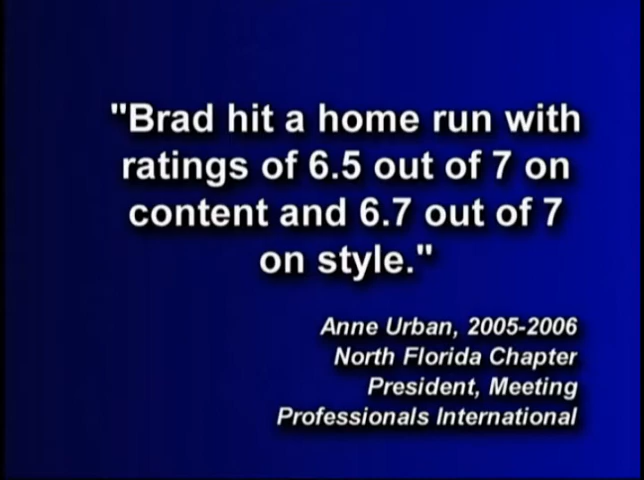 "Brad hit a home run with
ratings of 6.5 out of 7 on
content and 6.7 out of 7
on style."
Anne Urban, 2005-2006
North Florida Chapter
President, Meeting
Professionals International